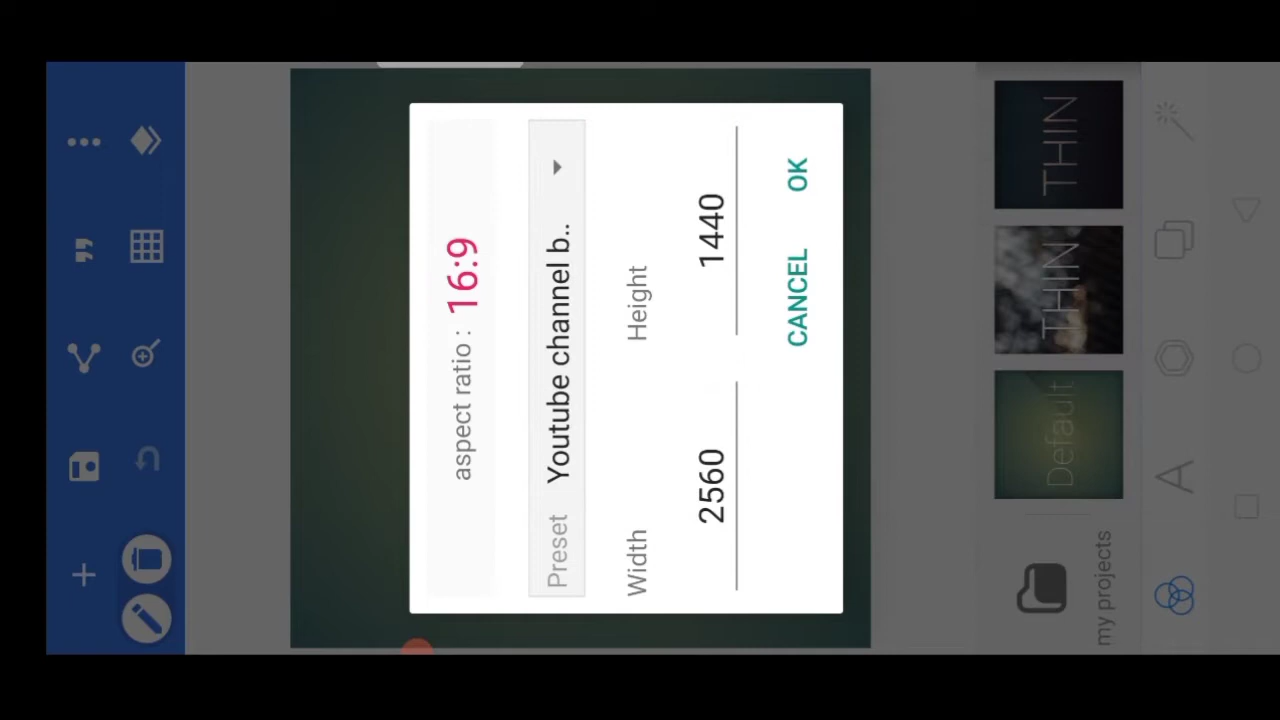 aspect ratio : 16:9
Preset Youtube channel b..
Width Height
2560 1440
CANCEL OK
my projects
Default
THIN
THIN